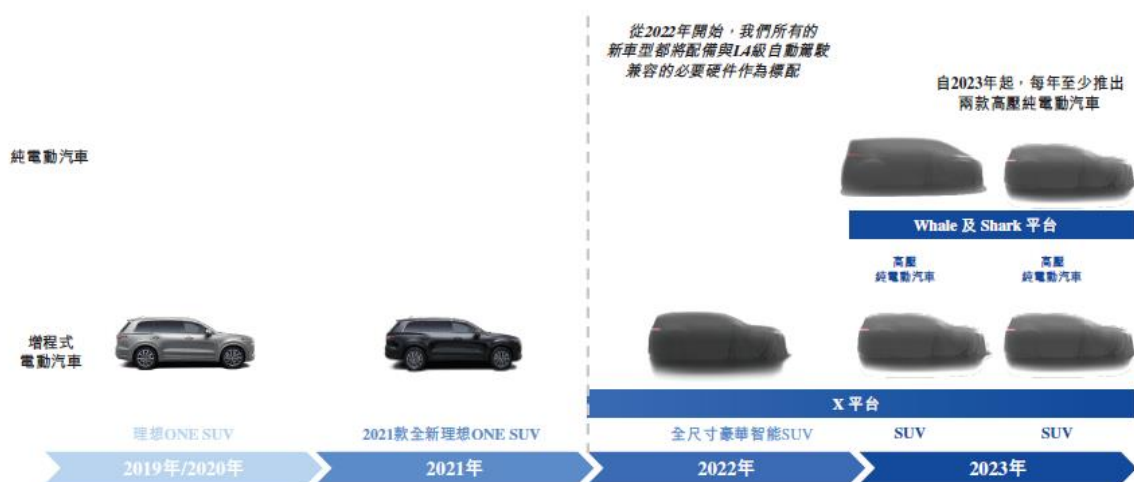 從2022年開始，我們所有的
新車型都將配備與L4級自動駕駛
兼容的必要硬件作為標配
自2023年起，每年至少推出
兩款高壓純電動汽車
純電動汽車
Whale 及 Shark 平台
高壓
純電動汽車
高壓
純電動汽車
增程式
電動汽車
X 平台
理想ONE SUV
2021款全新理想ONE SUV
全尺寸豪華智能SUV
SUV
SUV
2019年/2020年
2021年
2022年
2023年